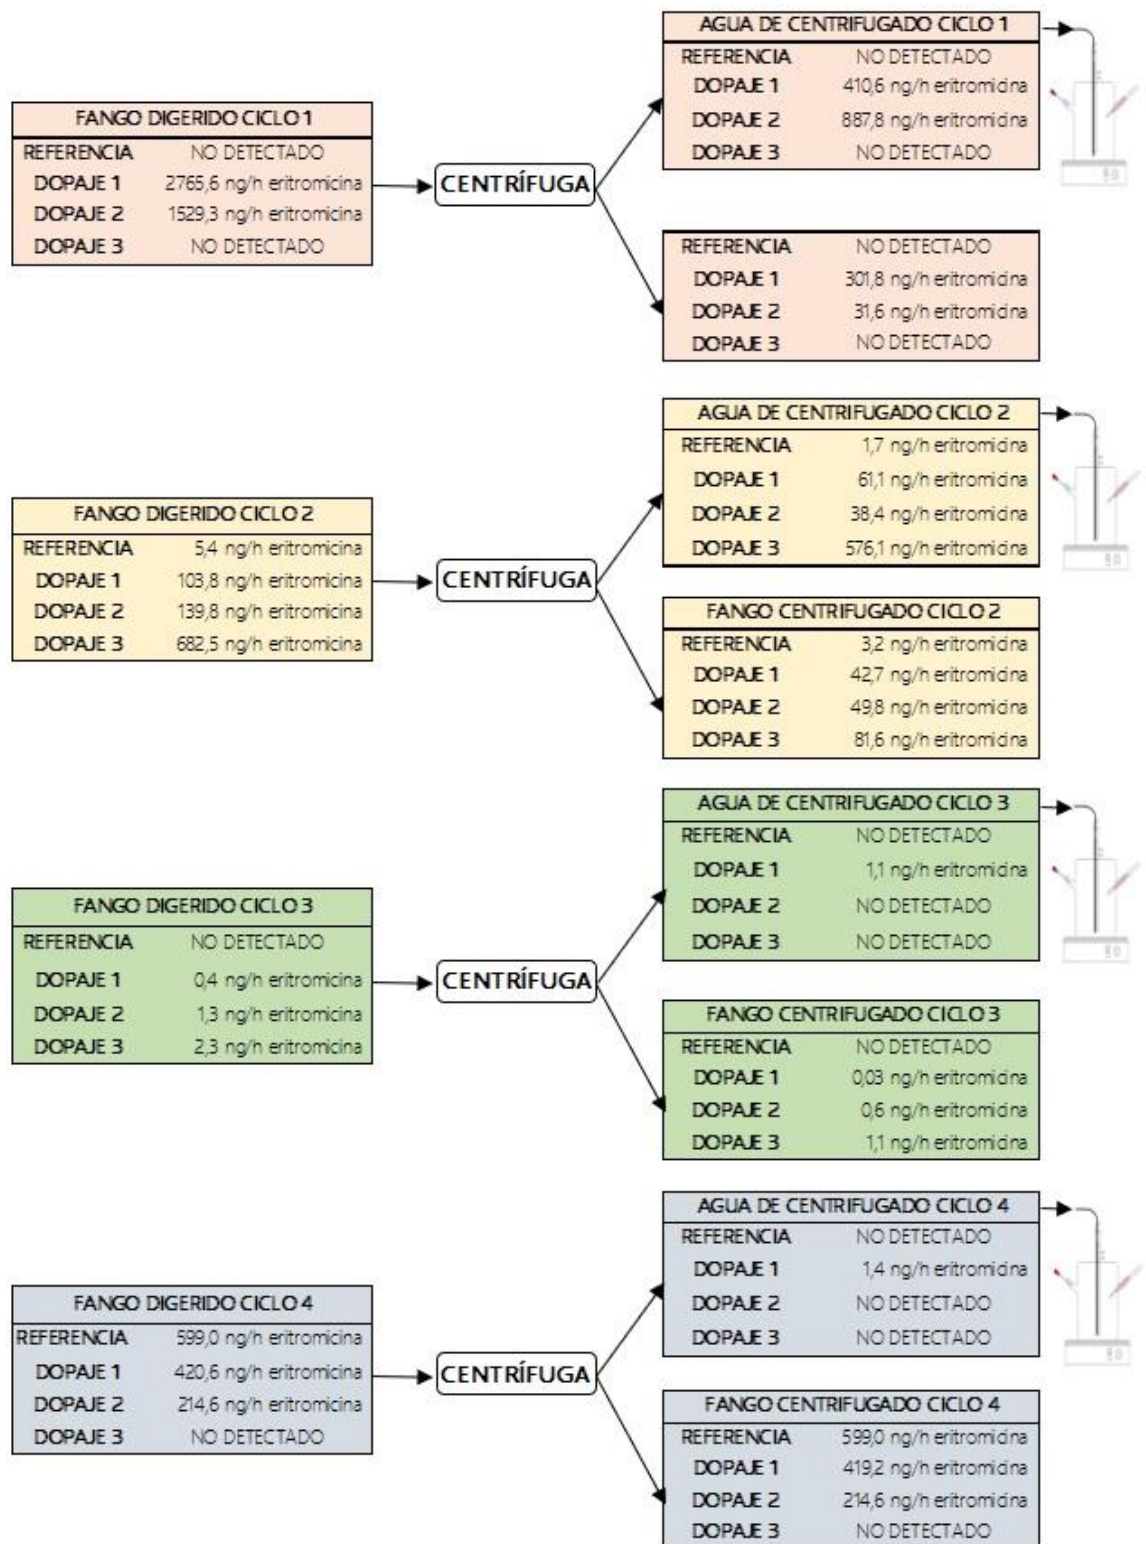 FANGO DIGERIDO CICLO 1
REFERENCIA NO DETECTADO
DOPAJE 1 2765,6 ng/h eritromicina
DOPAJE 2 1529,3 ng/h eritromicina
DOPAJE 3 NO DETECTADO
CENTRÍFUGA
AGUA DE CENTRIFUGADO CICLO 1
REFERENCIA NO DETECTADO
DOPAJE 1 410,6 ng/h eritromicina
DOPAJE 2 887,8 ng/h eritromicina
DOPAJE 3 NO DETECTADO
REFERENCIA NO DETECTADO
DOPAJE 1 301,8 ng/h eritromicina
DOPAJE 2 31,6 ng/h eritromicina
DOPAJE 3 NO DETECTADO
FANGO DIGERIDO CICLO 2
REFERENCIA 5,4 ng/h eritromicina
DOPAJE 1 103,8 ng/h eritromicina
DOPAJE 2 139,8 ng/h eritromicina
DOPAJE 3 682,5 ng/h eritromicina
CENTRÍFUGA
AGUA DE CENTRIFUGADO CICLO 2
REFERENCIA 1,7 ng/h eritromicina
DOPAJE 1 61,1 ng/h eritromicina
DOPAJE 2 38,4 ng/h eritromicina
DOPAJE 3 576,1 ng/h eritromicina
FANGO CENTRIFUGADO CICLO 2
REFERENCIA 3,2 ng/h eritromicina
DOPAJE 1 42,7 ng/h eritromicina
DOPAJE 2 49,8 ng/h eritromicina
DOPAJE 3 81,6 ng/h eritromicina
FANGO DIGERIDO CICLO 3
REFERENCIA NO DETECTADO
DOPAJE 1 0,4 ng/h eritromicina
DOPAJE 2 1,3 ng/h eritromicina
DOPAJE 3 2,3 ng/h eritromicina
CENTRÍFUGA
AGUA DE CENTRIFUGADO CICLO 3
REFERENCIA NO DETECTADO
DOPAJE 1 1,1 ng/h eritromicina
DOPAJE 2 NO DETECTADO
DOPAJE 3 NO DETECTADO
FANGO CENTRIFUGADO CICLO 3
REFERENCIA NO DETECTADO
DOPAJE 1 0,03 ng/h eritromicina
DOPAJE 2 0,6 ng/h eritromicina
DOPAJE 3 1,1 ng/h eritromicina
FANGO DIGERIDO CICLO 4
REFERENCIA 599,0 ng/h eritromicina
DOPAJE 1 420,6 ng/h eritromicina
DOPAJE 2 214,6 ng/h eritromicina
DOPAJE 3 NO DETECTADO
CENTRÍFUGA
AGUA DE CENTRIFUGADO CICLO 4
REFERENCIA NO DETECTADO
DOPAJE 1 1,4 ng/h eritromicina
DOPAJE 2 NO DETECTADO
DOPAJE 3 NO DETECTADO
FANGO CENTRIFUGADO CICLO 4
REFERENCIA 599,0 ng/h eritromicina
DOPAJE 1 419,2 ng/h eritromicina
DOPAJE 2 214,6 ng/h eritromicina
DOPAJE 3 NO DETECTADO